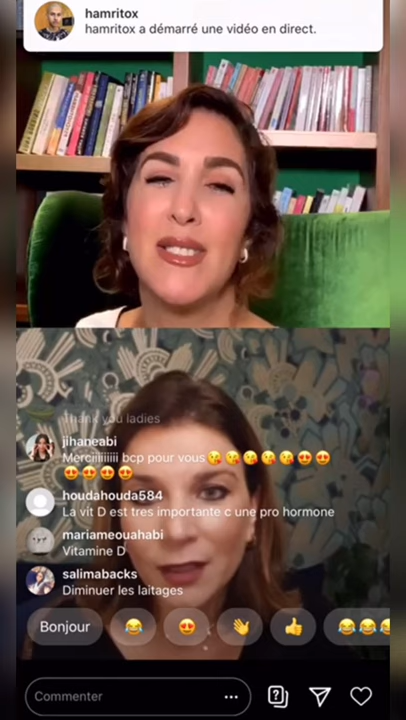 hamritox
hamritox a démarré une vidéo en direct.
Thank you ladies
jihaneabi
Merciiiiiiiiii bcp pour vous😘😘😘😘😘😍😍
😍😍😍😍
houdahouda584
La vit D est tres importante c une pro hormone
mariameouahabi
Vitamine D
salimabacks
Diminuer les laitages
Bonjour 😂 😍 👋 👍 😂😂😂
Commenter